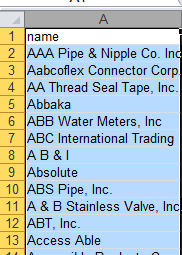 A
1 name
2 AAA Pipe & Nipple Co. Inc
3 Aabcoflex Connector Corp.
4 AA Thread Seal Tape, Inc.
5 Abbaka
6 ABB Water Meters, Inc
7 ABC International Trading
8 A B & I
9 Absolute
10 ABS Pipe, Inc.
11 A & B Stainless Valve, Inc
12 ABT, Inc.
13 Access Able